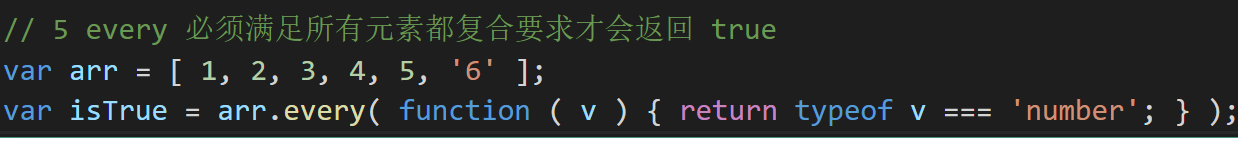 // 5 every 必须满足所有元素都复合要求才会返回 true
var arr = [ 1, 2, 3, 4, 5, '6' ];
var isTrue = arr.every( function ( v ) { return typeof v === 'number'; } );